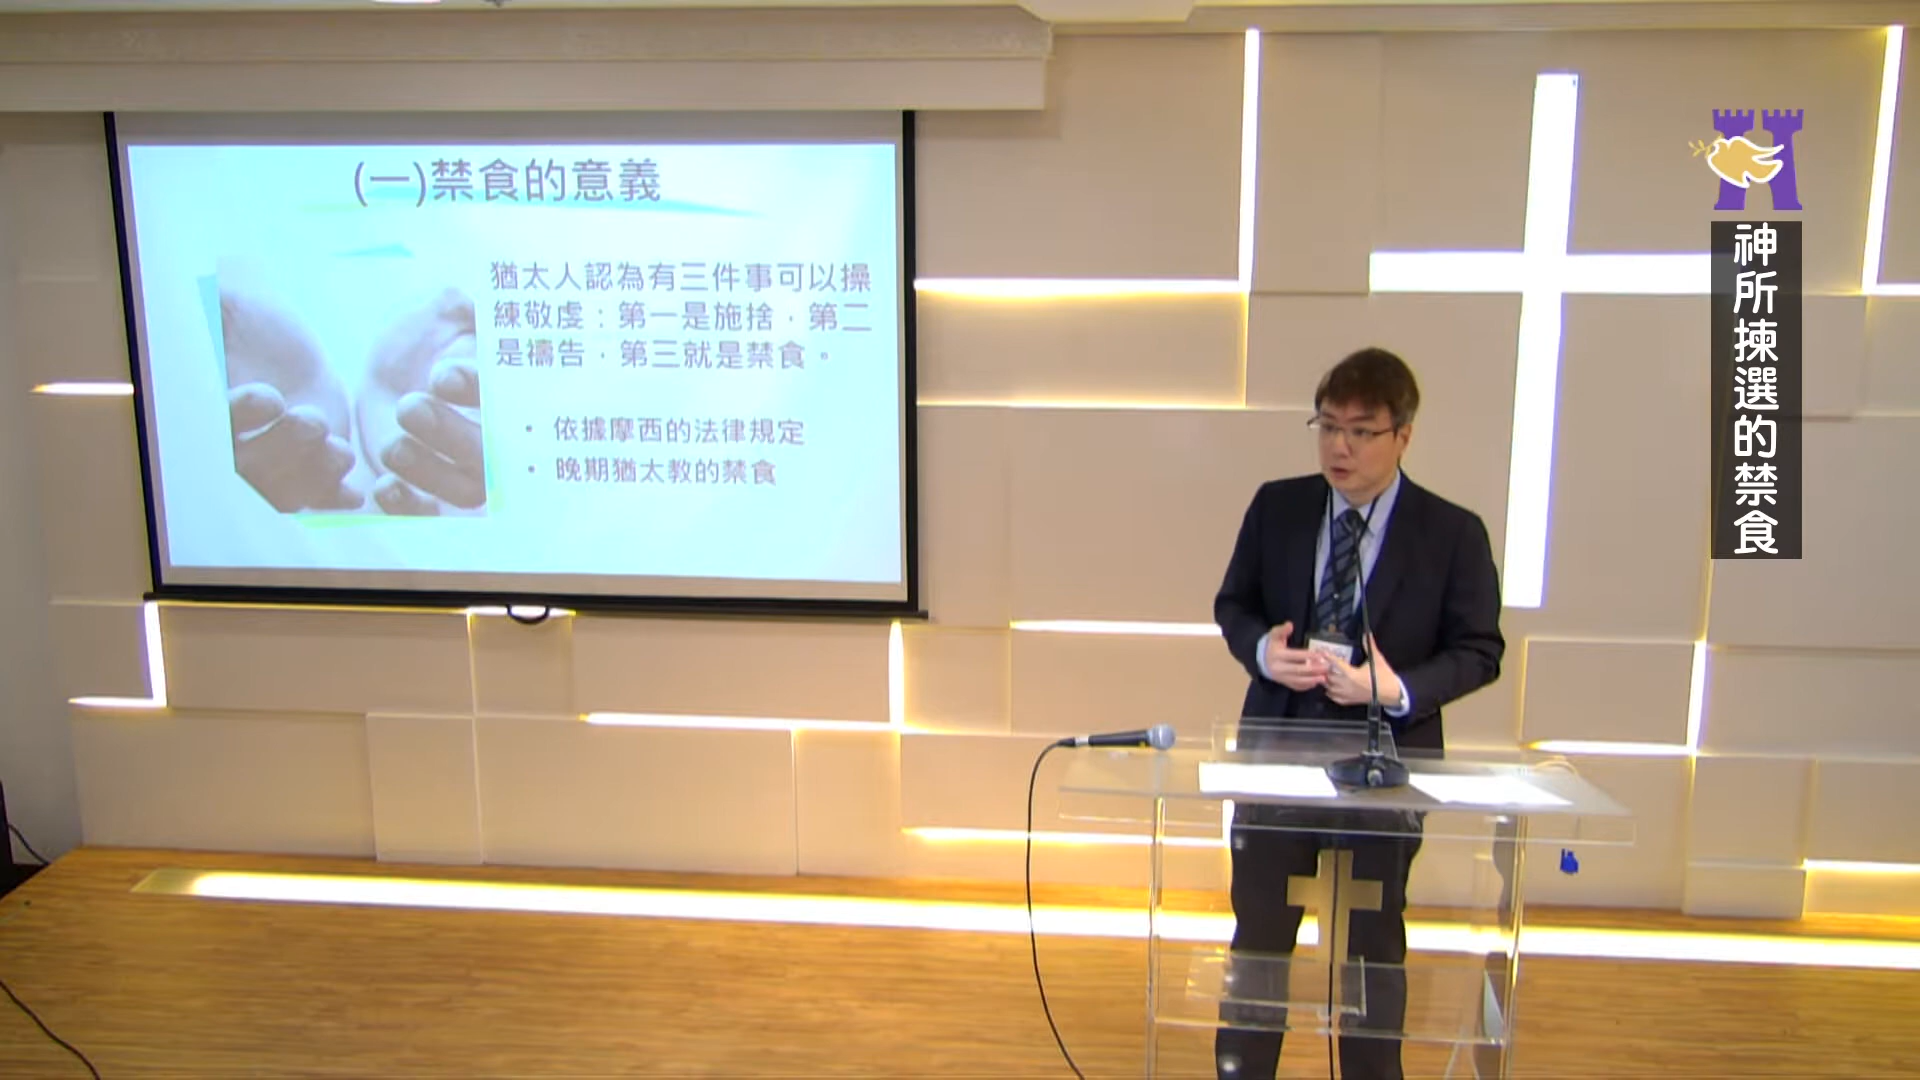 (一)禁食的意義
猶太人認為有三件事可以操
練敬虔：第一是施捨，第二
是禱告，第三就是禁食。
• 依據摩西的法律規定
• 晚期猶太教的禁食
神所揀選的禁食